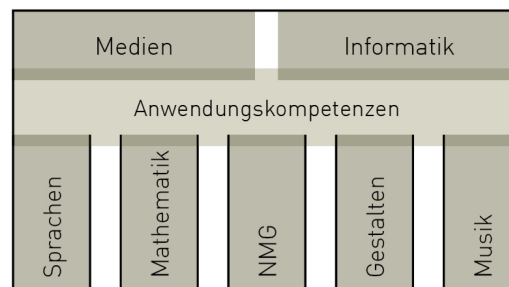 Medien
Informatik
Anwendungskompetenzen
Sprachen
Mathematik
NMG
Gestalten
Musik